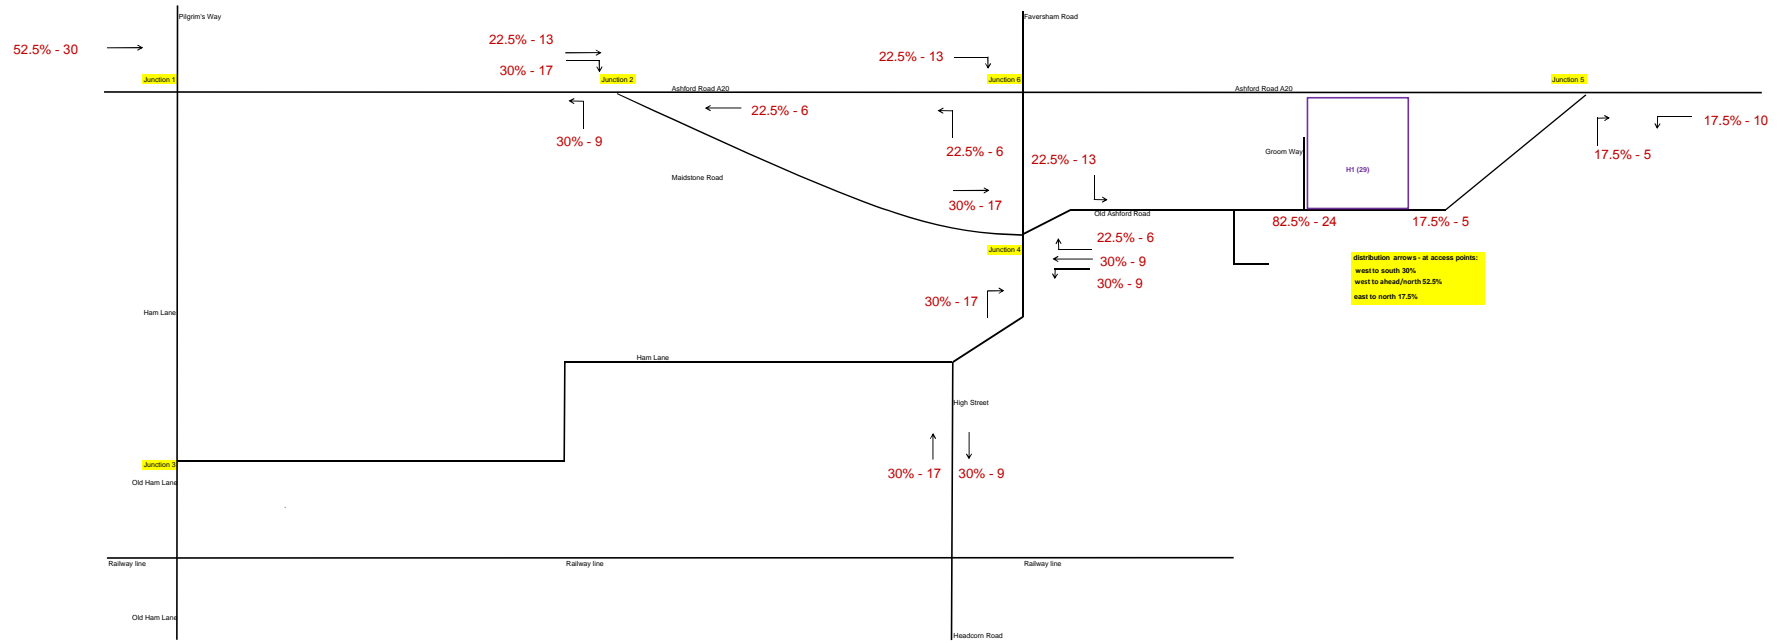 Pilgrim's Way
Faversham Road
52.5% - 30
22.5% - 13
30% - 17
22.5% - 13
Junction 1
Junction 2
Junction 6
Junction 5
Ashford Road A20
Ashford Road A20
22.5% - 6
30% - 9
22.5% - 6
17.5% - 10
17.5% - 5
Groom Way
22.5% - 13
H1 (29)
Maidstone Road
30% - 17
Old Ashford Road
82.5% - 24
17.5% - 5
22.5% - 6
Junction 4
30% - 9
30% - 9
distribution arrows - at access points:
west to south 30%
west to ahead/north 52.5%
east to north 17.5%
30% - 17
Ham Lane
Ham Lane
High Street
Junction 3
30% - 17
30% - 9
Old Ham Lane
Railway line
Railway line
Railway line
Old Ham Lane
Headcorn Road